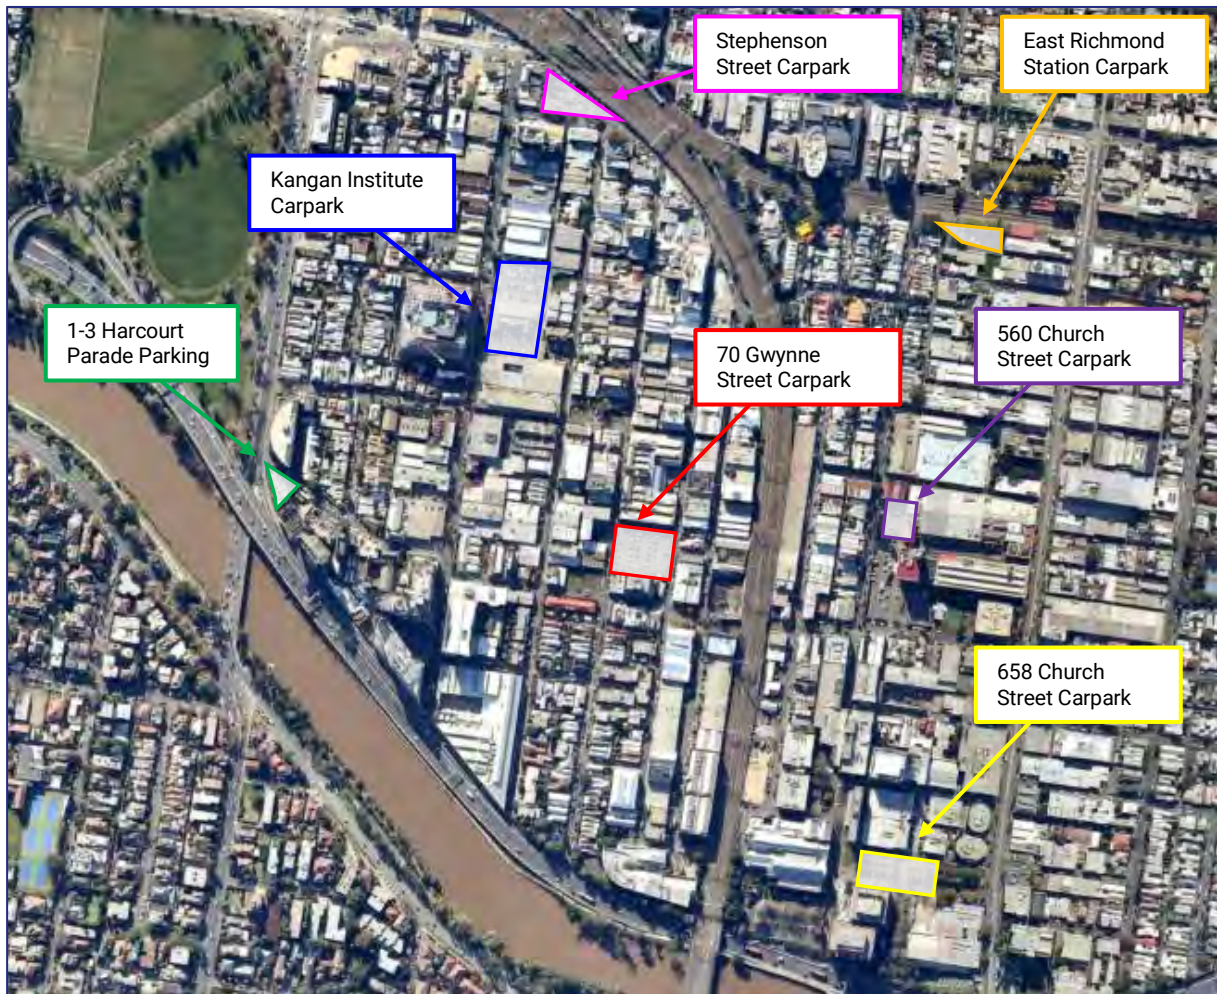 Stephenson
Street Carpark
East Richmond
Station Carpark
Kangan Institute
Carpark
1-3 Harcourt
Parade Parking
70 Gwynne
Street Carpark
560 Church
Street Carpark
658 Church
Street Carpark